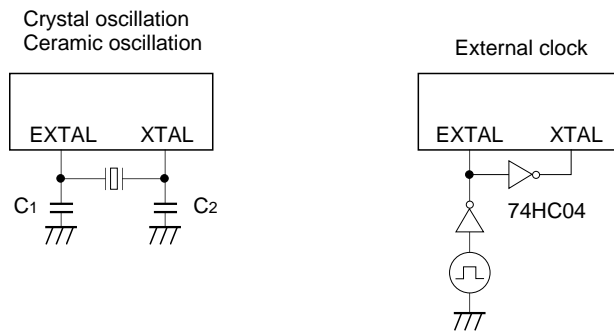 Crystal oscillation
Ceramic oscillation
EXTAL XTAL
C1 C2
External clock
EXTAL XTAL
74HC04